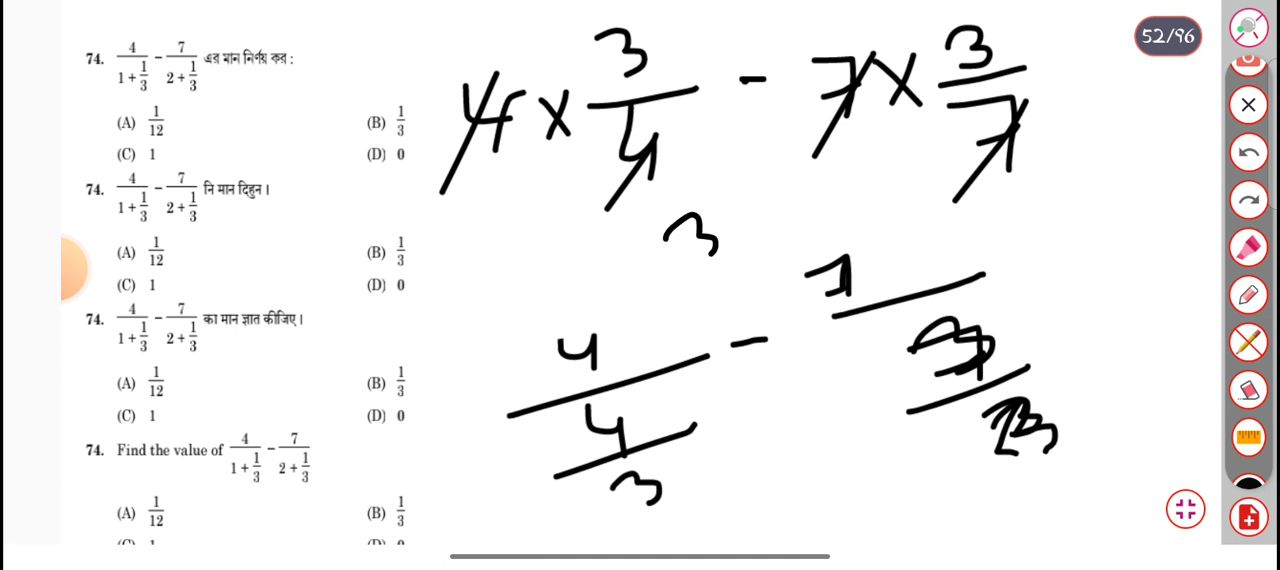 52/96
74. 4/(1+1/3) − 7/(2+1/3) এর মান নির্ণয় কর :
(A) 1/12 (B) 1/3
(C) 1 (D) 0
74. 4/(1+1/3) − 7/(2+1/3) नि मान दिहुन।
(A) 1/12 (B) 1/3
(C) 1 (D) 0
74. 4/(1+1/3) − 7/(2+1/3) का मान ज्ञात कीजिए।
(A) 1/12 (B) 1/3
(C) 1 (D) 0
74. Find the value of 4/(1+1/3) − 7/(2+1/3)
(A) 1/12 (B) 1/3
4 × 3/4 − 7 × 3/7
3
4/(4/3) −